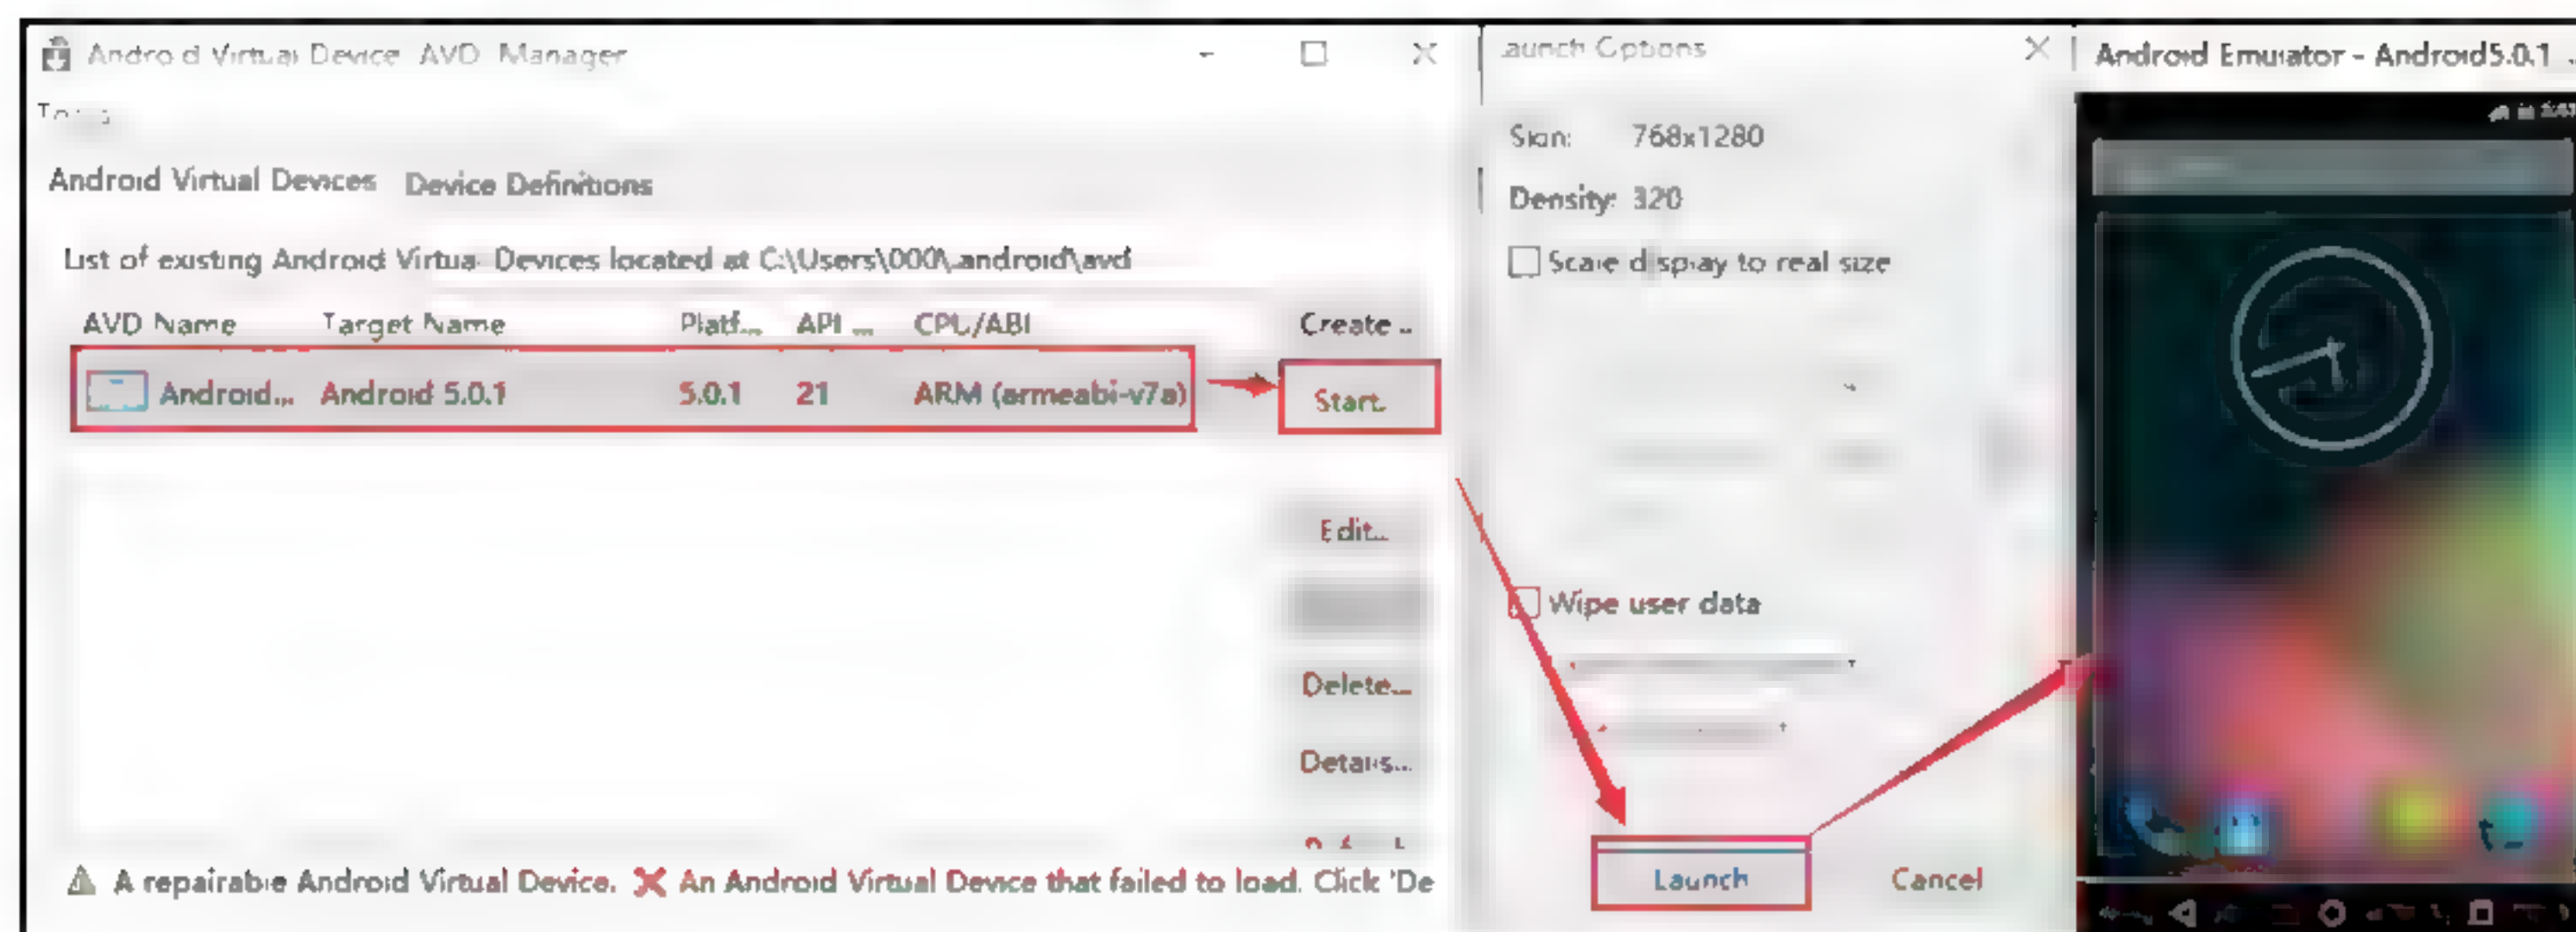 Android Virtual Device AVD Manager
Android Virtual Devices Device Definitions
List of existing Android Virtual Devices located at C:\Users\000\.android\avd
AVD Name Target Name Platf... API ... CPU/ABI Create ..
Android... Android 5.0.1 5.0.1 21 ARM (armeabi-v7a) Start.
Edit...
Delete...
Details...
A repairable Android Virtual Device. An Android Virtual Device that failed to load. Click 'De
aunch Options
Skin: 768x1280
Density: 320
Scale display to real size
Wipe user data
Launch Cancel
Android Emulator - Android5.0.1 ..